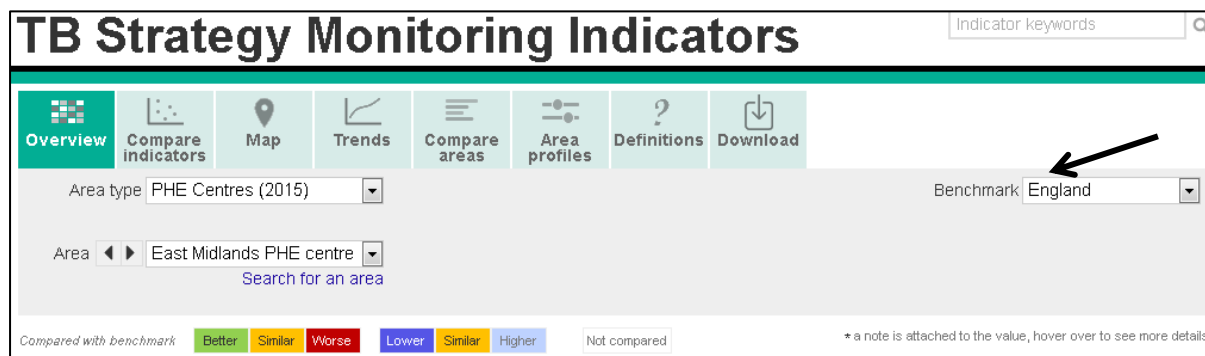 TB Strategy Monitoring Indicators
Indicator keywords
Overview
Compare indicators
Map
Trends
Compare areas
Area profiles
Definitions
Download
Area type PHE Centres (2015)
Benchmark England
Area East Midlands PHE centre
Search for an area
Compared with benchmark Better Similar Worse Lower Similar Higher Not compared
* a note is attached to the value, hover over to see more details